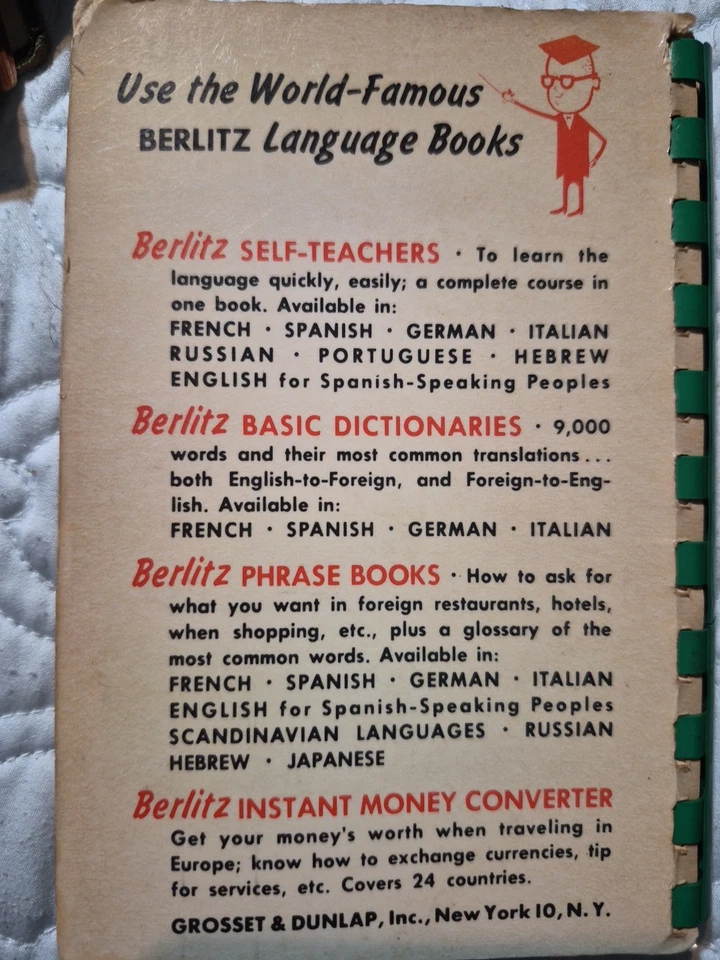 Use the World-Famous
BERLITZ Language Books
Berlitz SELF-TEACHERS · To learn the
language quickly, easily; a complete course in
one book. Available in:
FRENCH · SPANISH · GERMAN · ITALIAN
RUSSIAN · PORTUGUESE · HEBREW
ENGLISH for Spanish-Speaking Peoples
Berlitz BASIC DICTIONARIES · 9,000
words and their most common translations...
both English-to-Foreign, and Foreign-to-Eng-
lish. Available in:
FRENCH · SPANISH · GERMAN · ITALIAN
Berlitz PHRASE BOOKS · How to ask for
what you want in foreign restaurants, hotels,
when shopping, etc., plus a glossary of the
most common words. Available in:
FRENCH · SPANISH · GERMAN · ITALIAN
ENGLISH for Spanish-Speaking Peoples
SCANDINAVIAN LANGUAGES · RUSSIAN
HEBREW · JAPANESE
Berlitz INSTANT MONEY CONVERTER
Get your money's worth when traveling in
Europe; know how to exchange currencies, tip
for services, etc. Covers 24 countries.
GROSSET & DUNLAP, Inc., New York 10, N. Y.